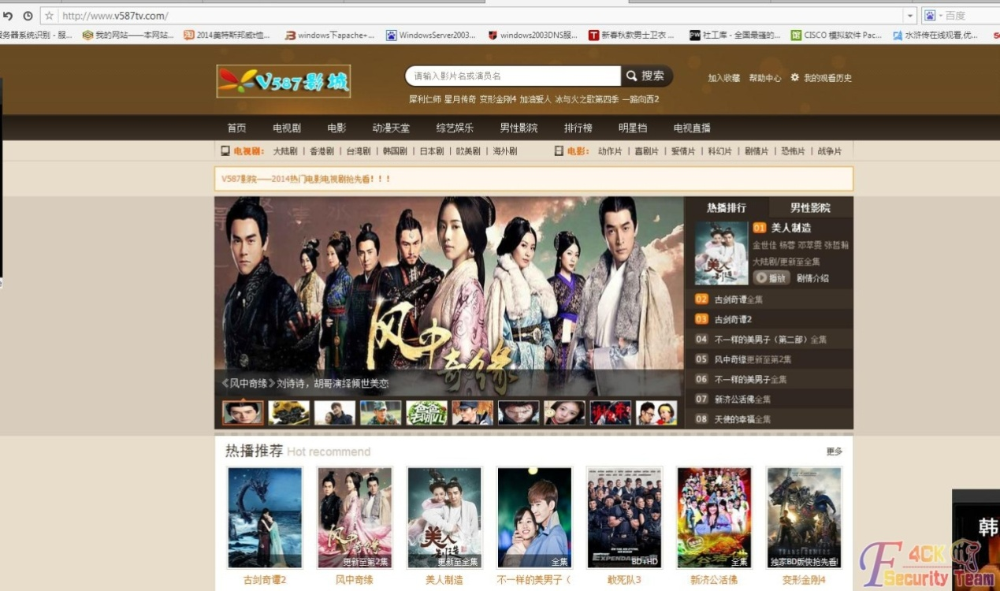 http://www.v587tv.com/
百度
务器系统识别 - 服...
我的网站——本网站...
2014美特斯邦威t恤...
windows下apache+...
WindowsServer2003...
windows2003DNS服...
新春秋款男士卫衣 ...
社工库 - 全国最强的...
CISCO 模拟软件 Pac...
水浒传在线观看,优...
V587影城
请输入影片名或演员名
搜索
加入收藏 帮助中心 我的观看历史
犀利仁师 星月传奇 变形金刚4 加油爱人 冰与火之歌第四季 一路向西2
首页 电视剧 电影 动漫天堂 综艺娱乐 男性影院 排行榜 明星档 电视直播
电视剧: 大陆剧 | 香港剧 | 台湾剧 | 韩国剧 | 日本剧 | 欧美剧 | 海外剧
电影: 动作片 | 喜剧片 | 爱情片 | 科幻片 | 剧情片 | 恐怖片 | 战争片
V587影院——2014热门电影电视剧抢先看!!!
风中奇缘
《风中奇缘》刘诗诗，胡哥演绎倾世美恋
热播排行 男性影院
01 美人制造
金世佳 杨蓉 邓萃雯 张哲瀚
大陆剧/更新至全集
播放 剧情介绍
02 古剑奇谭全集
03 古剑奇谭2
04 不一样的美男子（第二部）全集
05 风中奇缘更新至第2集
06 不一样的美男子全集
07 新济公活佛全集
08 天使的幸福全集
热播推荐 Hot recommend
更多
风中奇缘
更新至第2集
美人制造
更新至全集
全集
EXPENDABLES
BD+HD
全集
TRANSFORMERS
独家BD版快抢先看!
古剑奇谭2
风中奇缘
美人制造
不一样的美男子（
敢死队3
新济公活佛
变形金刚4
韩
F4CK
Security Team